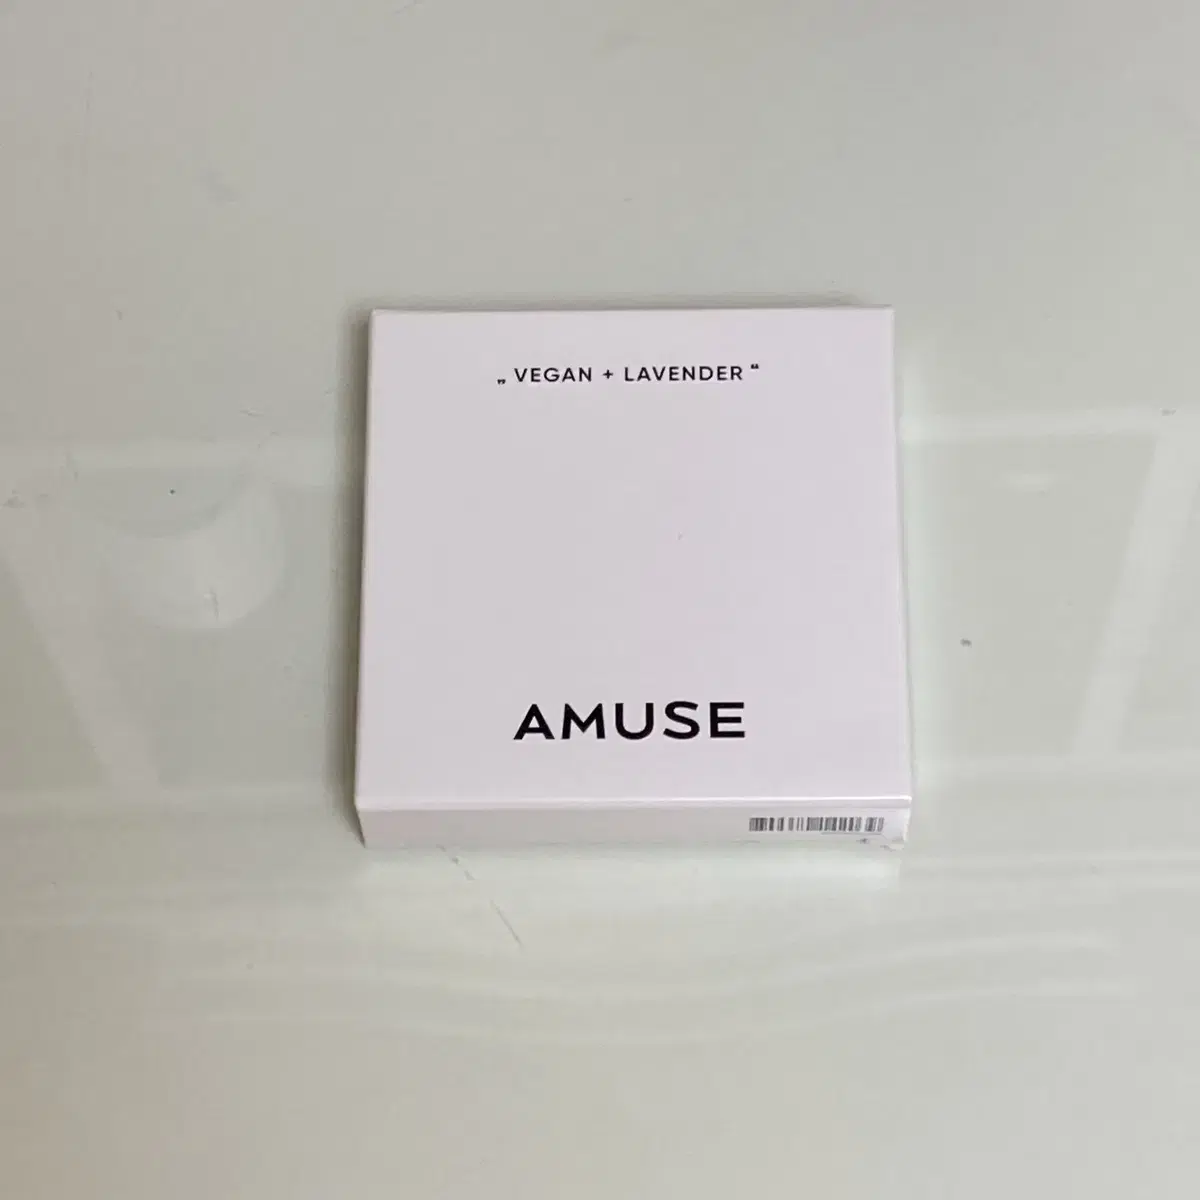 „ VEGAN + LAVENDER “
AMUSE